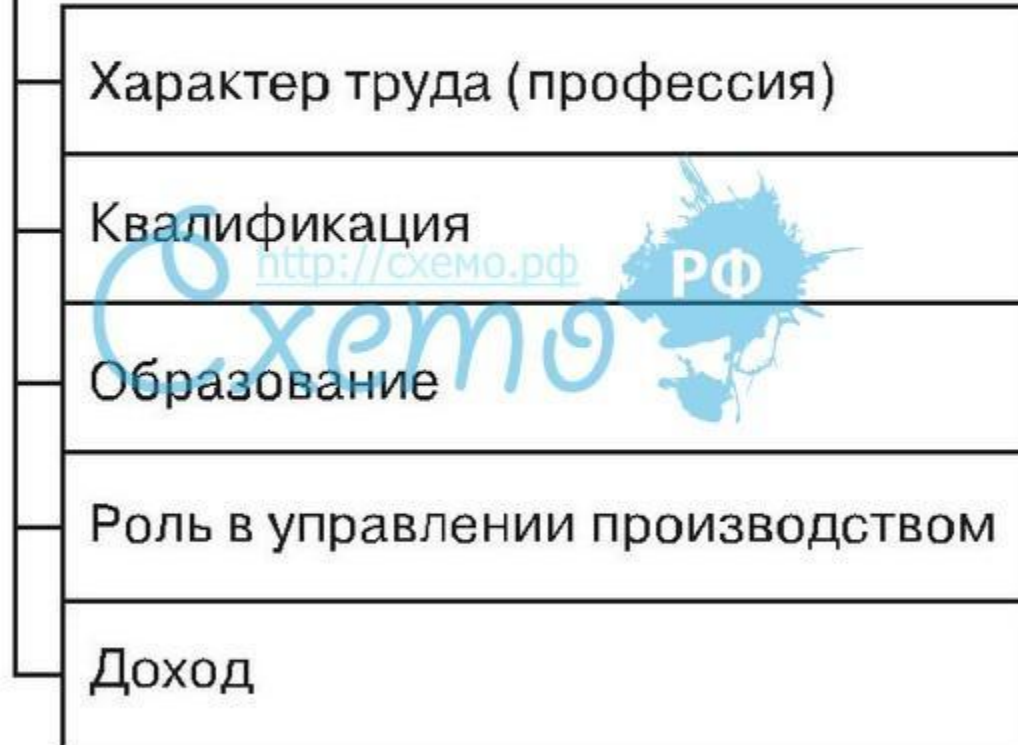 Характер труда (профессия)
Квалификация
http://схемо.рф
РФ
Схемо
Образование
Роль в управлении производством
Доход